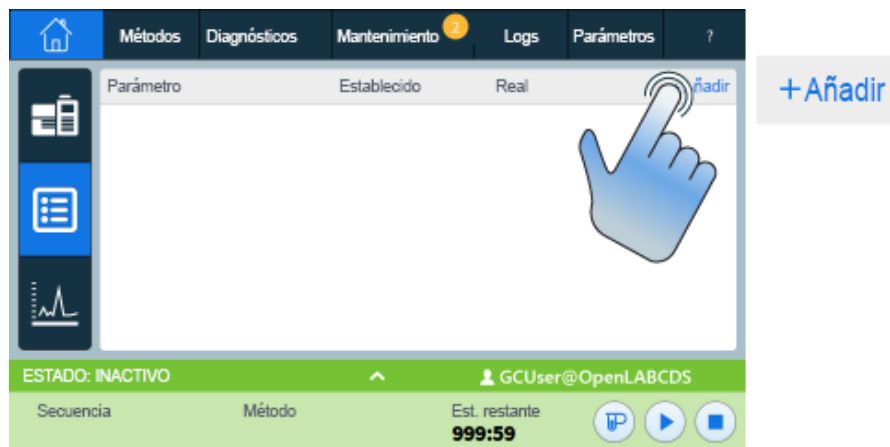 Métodos Diagnósticos Mantenimiento 2 Logs Parámetros ?
Parámetro Establecido Real ñadir
+Añadir
ESTADO: INACTIVO GCUser@OpenLABCDS
Secuencia Método Est. restante
999:59